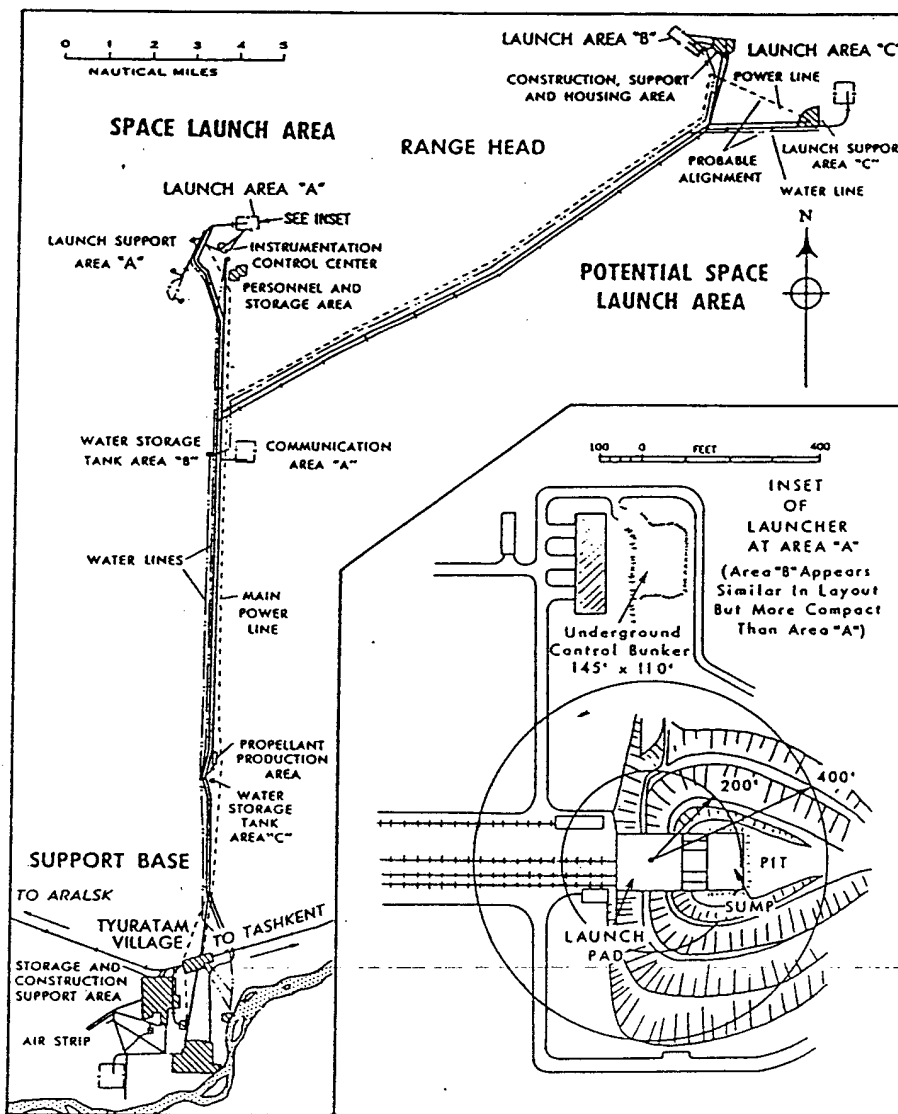 0 1 2 3 4 5
NAUTICAL MILES
SPACE LAUNCH AREA
RANGE HEAD
LAUNCH AREA "B"
LAUNCH AREA "C"
CONSTRUCTION, SUPPORT
AND HOUSING AREA
POWER LINE
PROBABLE
ALIGNMENT
LAUNCH SUPPORT
AREA "C"
WATER LINE
LAUNCH AREA "A"
SEE INSET
LAUNCH SUPPORT
AREA "A"
INSTRUMENTATION
CONTROL CENTER
PERSONNEL AND
STORAGE AREA
N
POTENTIAL SPACE
LAUNCH AREA
WATER STORAGE
TANK AREA "B"
COMMUNICATION
AREA "A"
WATER LINES
MAIN
POWER
LINE
PROPELLANT
PRODUCTION
AREA
WATER
STORAGE
TANK
AREA "C"
SUPPORT BASE
TO ARALSK
TYURATAM
VILLAGE
TO TASHKENT
STORAGE AND
CONSTRUCTION
SUPPORT AREA
AIR STRIP
100 0 FEET 400
INSET
OF
LAUNCHER
AT AREA "A"
(Area "B" Appears
Similar In Layout
But More Compact
Than Area "A")
Underground
Control Bunker
145' x 110'
200'
400'
PIT
SUMP
LAUNCH
PAD